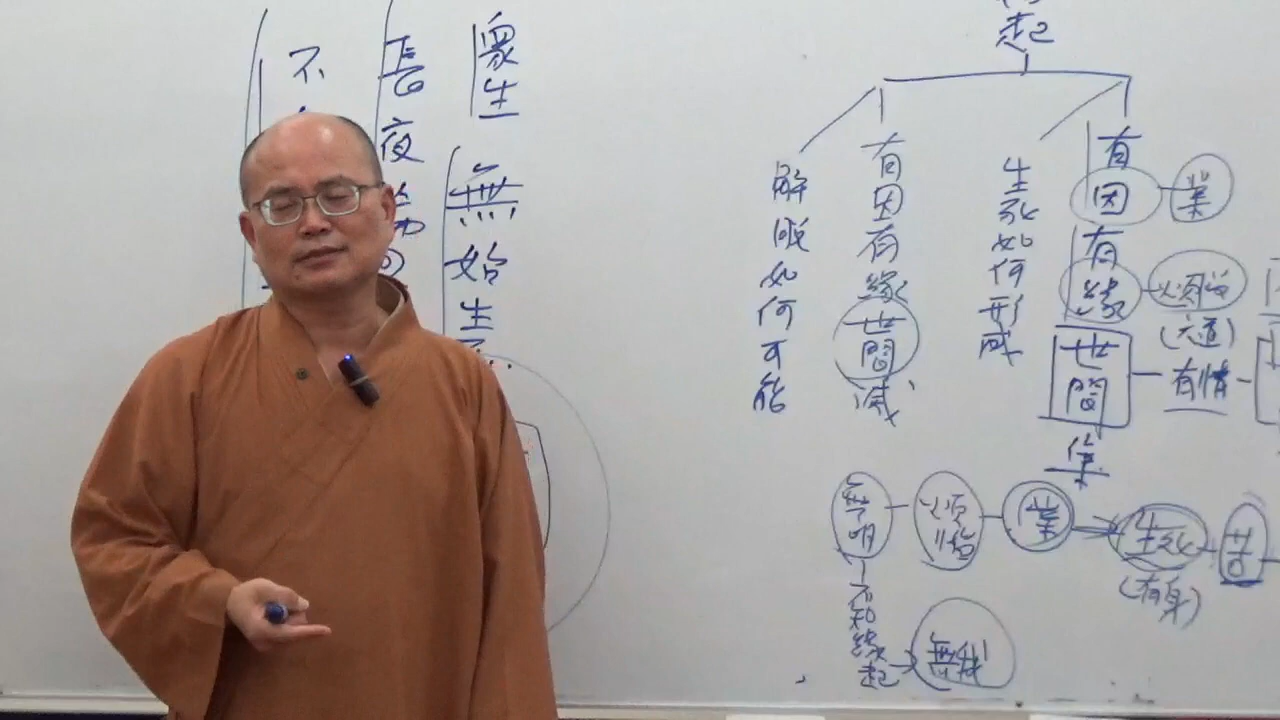 眾生
無始生
長夜
不
起
有因有緣世間集
生死如何形成
有因有緣世間滅
解脫如何可能
業
煩惱
(六道)
有情
無明 煩惱 業 生死 苦
(有身)
不知緣起
無我